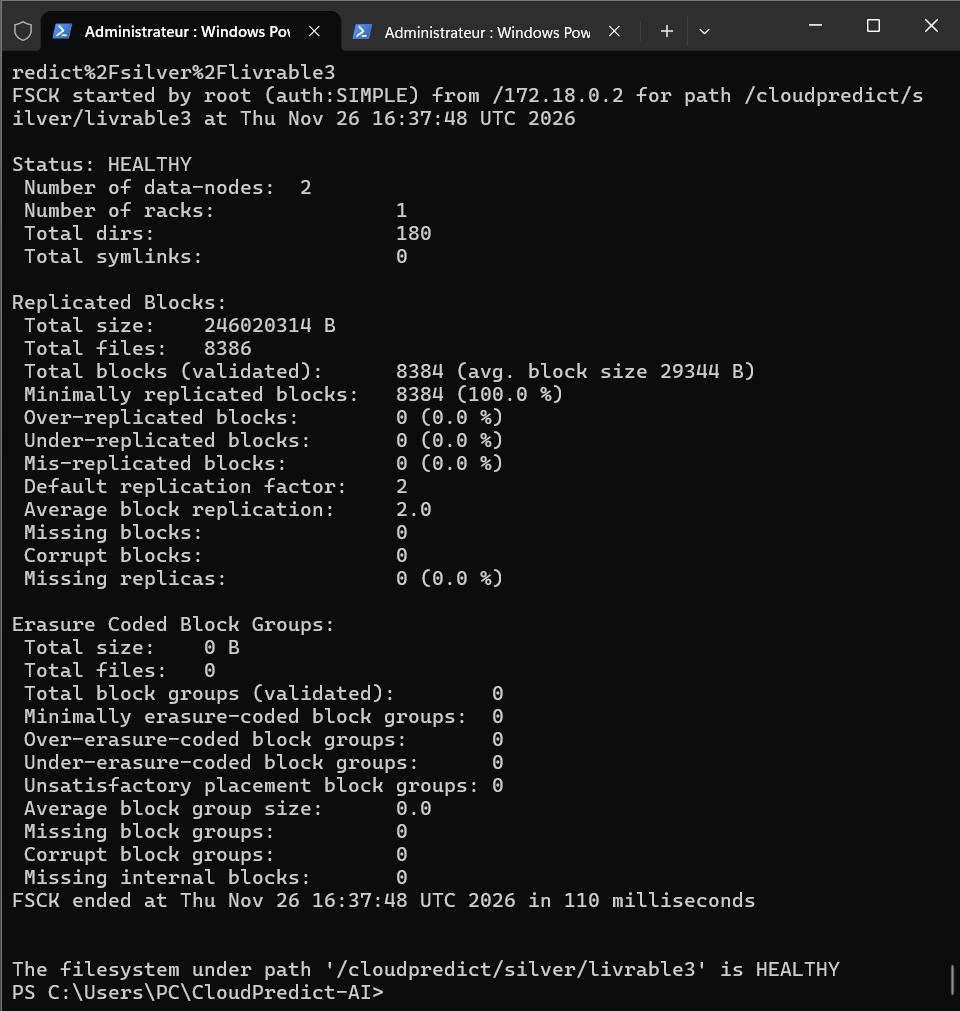 Administrateur : Windows Pov
Administrateur : Windows Pow
redict%2Fsilver%2Flivrable3
FSCK started by root (auth:SIMPLE) from /172.18.0.2 for path /cloudpredict/s
ilver/livrable3 at Thu Nov 26 16:37:48 UTC 2026
Status: HEALTHY
Number of data-nodes: 2
Number of racks: 1
Total dirs: 180
Total symlinks: 0
Replicated Blocks:
Total size: 246020314 B
Total files: 8386
Total blocks (validated): 8384 (avg. block size 29344 B)
Minimally replicated blocks: 8384 (100.0 %)
Over-replicated blocks: 0 (0.0 %)
Under-replicated blocks: 0 (0.0 %)
Mis-replicated blocks: 0 (0.0 %)
Default replication factor: 2
Average block replication: 2.0
Missing blocks: 0
Corrupt blocks: 0
Missing replicas: 0 (0.0 %)
Erasure Coded Block Groups:
Total size: 0 B
Total files: 0
Total block groups (validated): 0
Minimally erasure-coded block groups: 0
Over-erasure-coded block groups: 0
Under-erasure-coded block groups: 0
Unsatisfactory placement block groups: 0
Average block group size: 0.0
Missing block groups: 0
Corrupt block groups: 0
Missing internal blocks: 0
FSCK ended at Thu Nov 26 16:37:48 UTC 2026 in 110 milliseconds
The filesystem under path '/cloudpredict/silver/livrable3' is HEALTHY
PS C:\Users\PC\CloudPredict-AI>